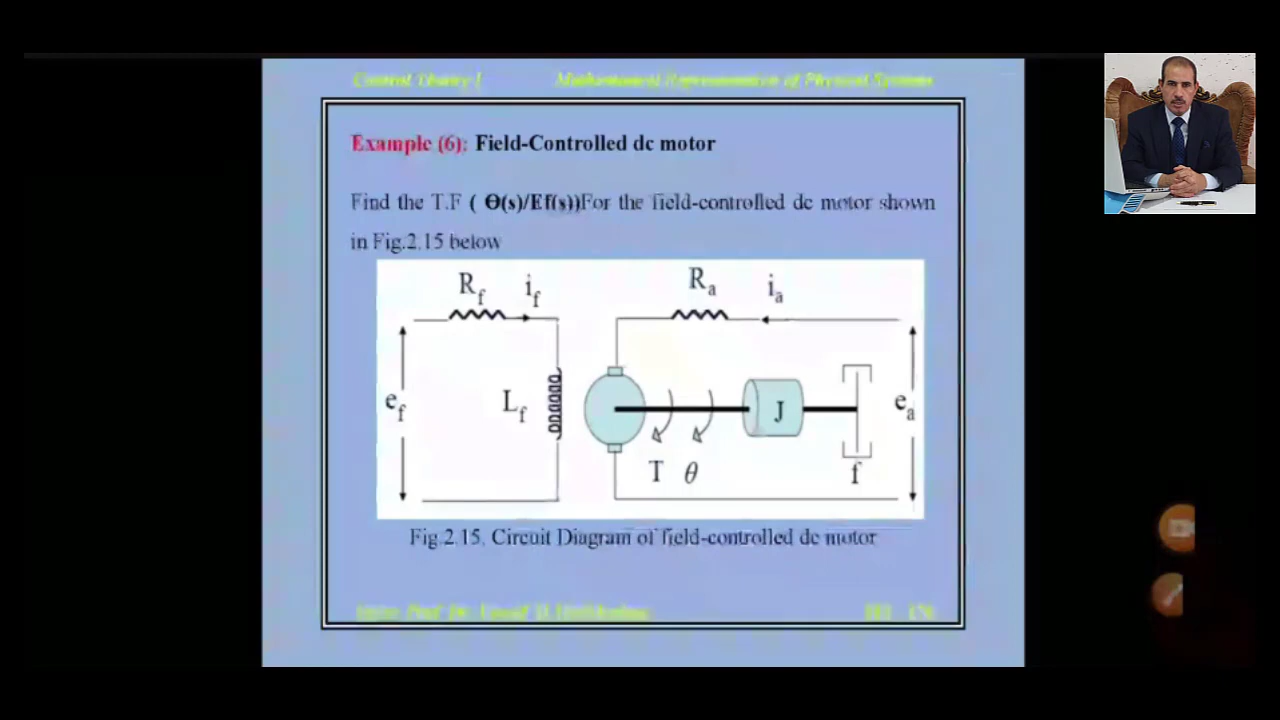 Control Theory I Mathematical Representation of Physical Systems
Example (6): Field-Controlled dc motor
Find the T.F ( Θ(s)/Ef(s))For the field-controlled dc motor shown
in Fig.2.15 below
R_f i_f R_a i_a
e_f L_f J e_a
T θ f
Fig.2.15. Circuit Diagram of field-controlled dc motor
Prof. Dr.